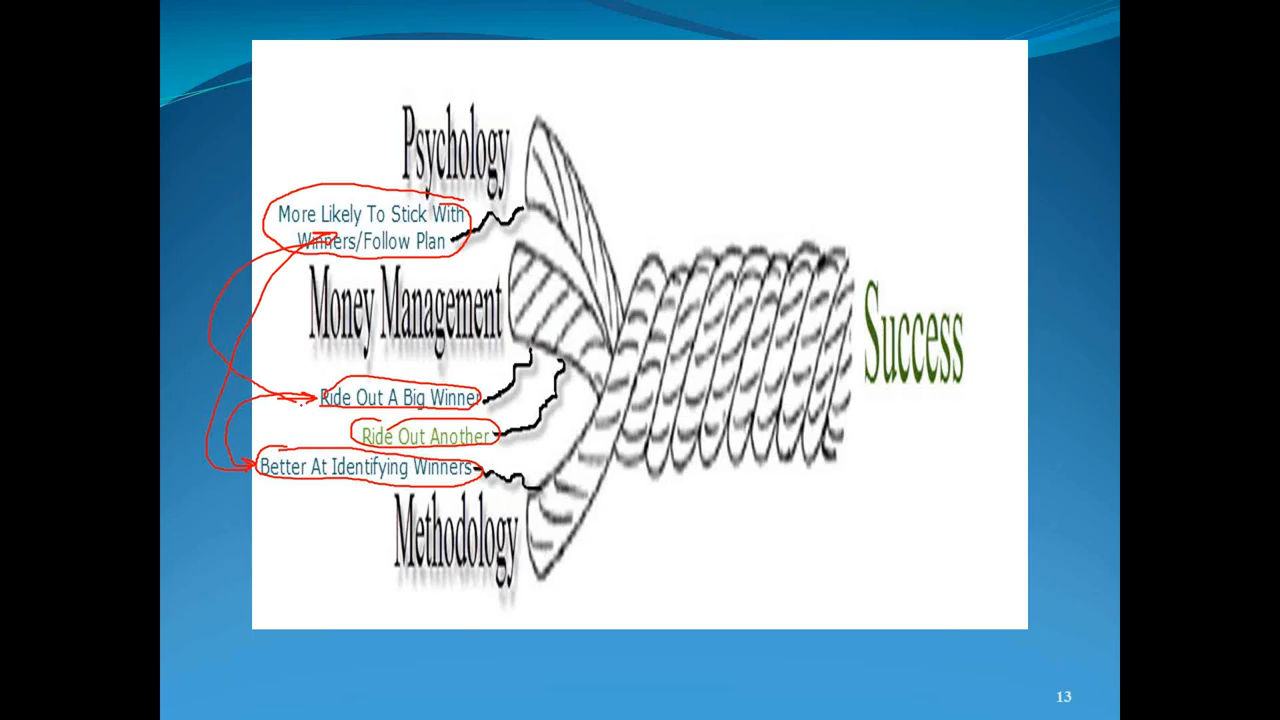 Psychology
More Likely To Stick With
Winners/Follow Plan
Money Management
Success
Ride Out A Big Winner
Ride Out Another
Better At Identifying Winners
Methodology
13